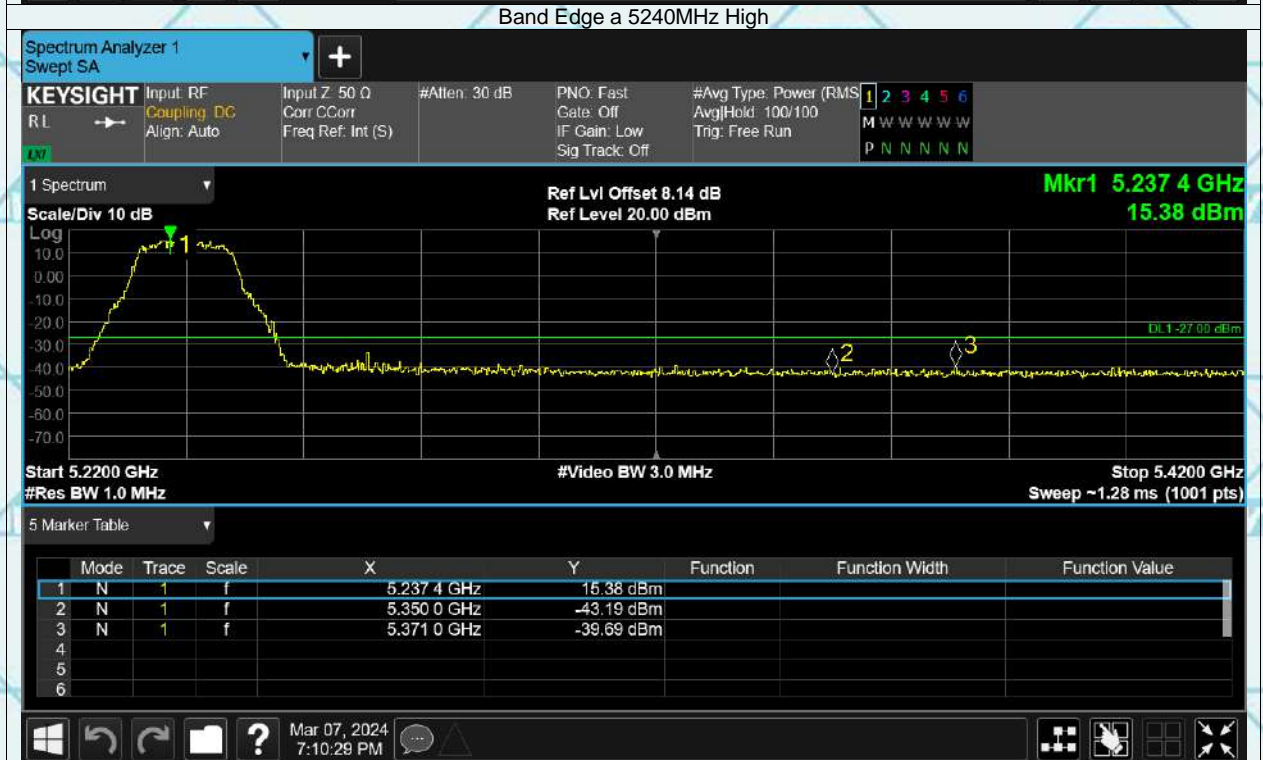 Band Edge a 5240MHz High
Spectrum Analyzer 1
Swept SA
+
KEYSIGHT Input: RF Input Z: 50 Ω #Atten: 30 dB PNO: Fast #Avg Type: Power (RMS 1 2 3 4 5 6
RL Coupling: DC Corr CCorr Gate: Off Avg|Hold: 100/100 M W W W W W
Align: Auto Freq Ref: Int (S) IF Gain: Low Trig: Free Run
LXI Sig Track: Off P N N N N N
1 Spectrum Ref Lvl Offset 8.14 dB Mkr1 5.237 4 GHz
Scale/Div 10 dB Ref Level 20.00 dBm 15.38 dBm
Log
1
10.0
0.00
-10.0
-20.0
DL1 -27.00 dBm
-30.0
2 3
-40.0
-50.0
-60.0
-70.0
Start 5.2200 GHz #Video BW 3.0 MHz Stop 5.4200 GHz
#Res BW 1.0 MHz Sweep ~1.28 ms (1001 pts)
5 Marker Table
Mode Trace Scale X Y Function Function Width Function Value
1 N 1 f 5.237 4 GHz 15.38 dBm
2 N 1 f 5.350 0 GHz -43.19 dBm
3 N 1 f 5.371 0 GHz -39.69 dBm
4
5
6
? Mar 07, 2024
7:10:29 PM